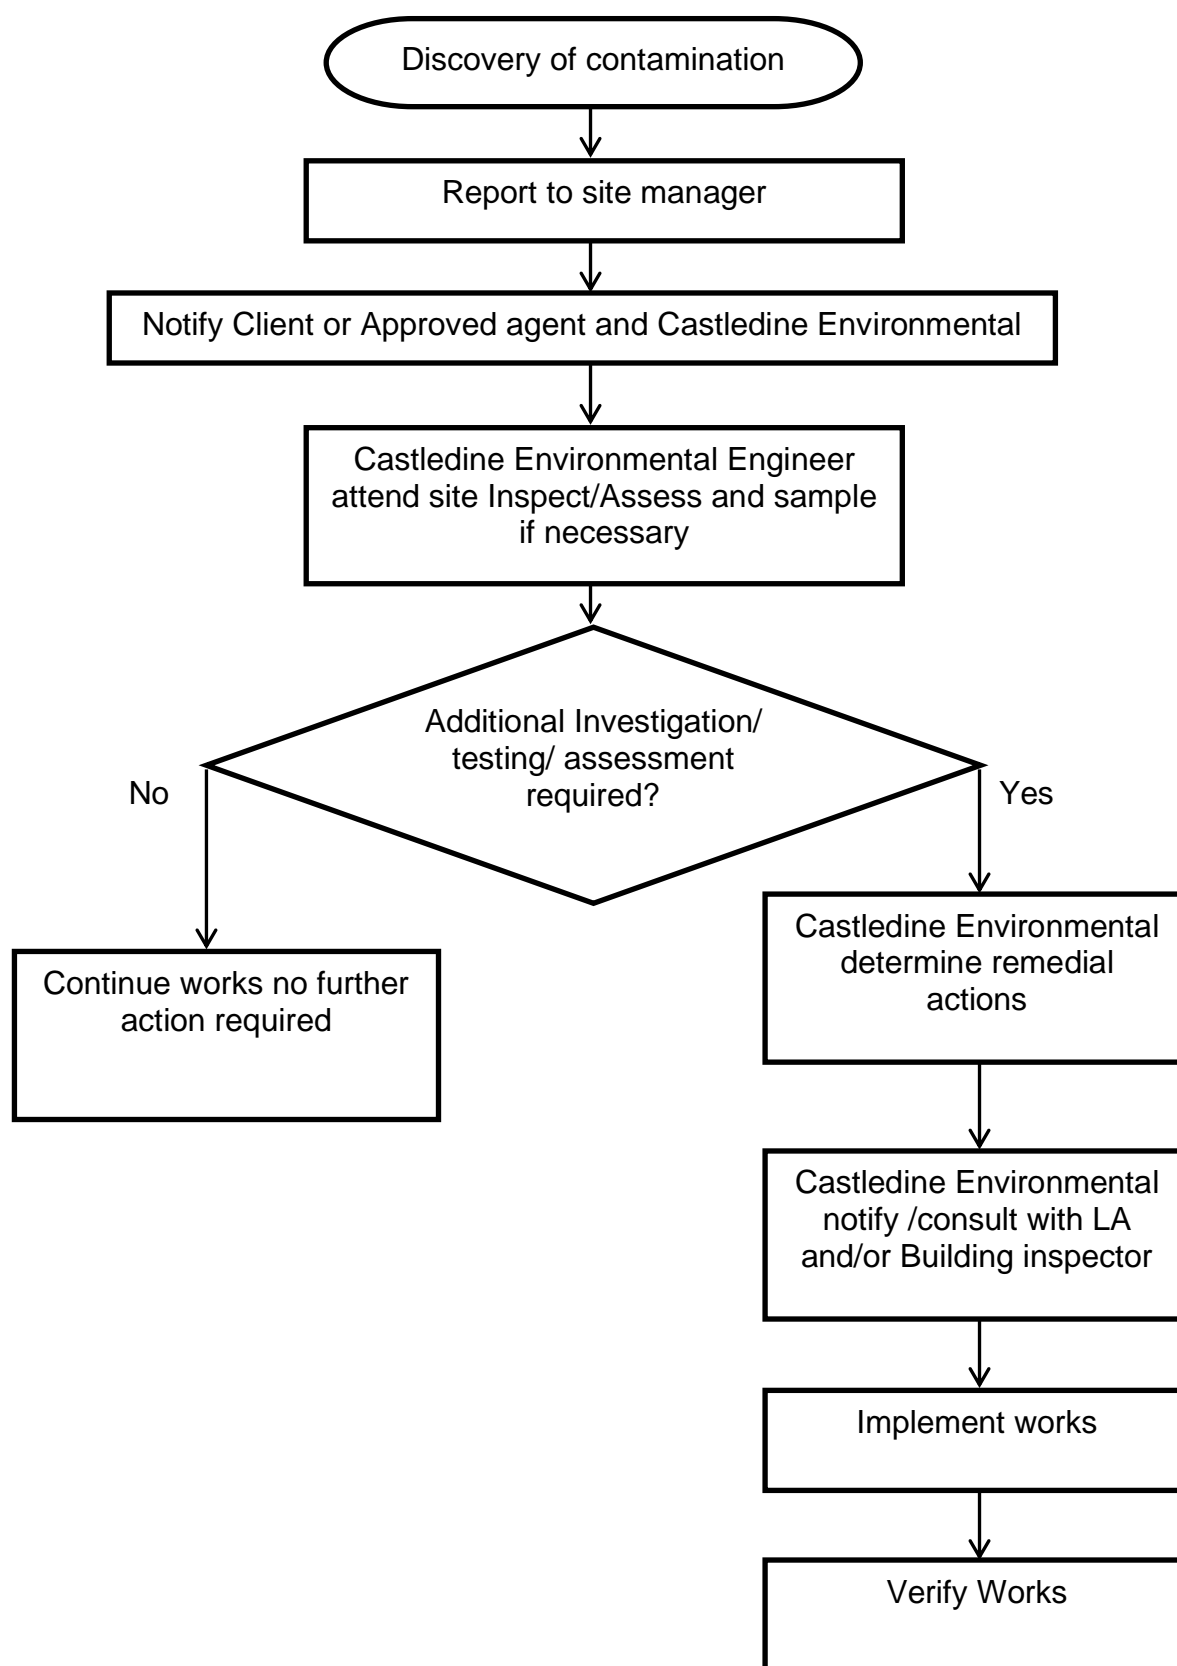 Discovery of contamination
Report to site manager
Notify Client or Approved agent and Castledine Environmental
Castledine Environmental Engineer
attend site Inspect/Assess and sample
if necessary
Additional Investigation/
testing/ assessment
required?
No
Yes
Continue works no further
action required
Castledine Environmental
determine remedial
actions
Castledine Environmental
notify /consult with LA
and/or Building inspector
Implement works
Verify Works